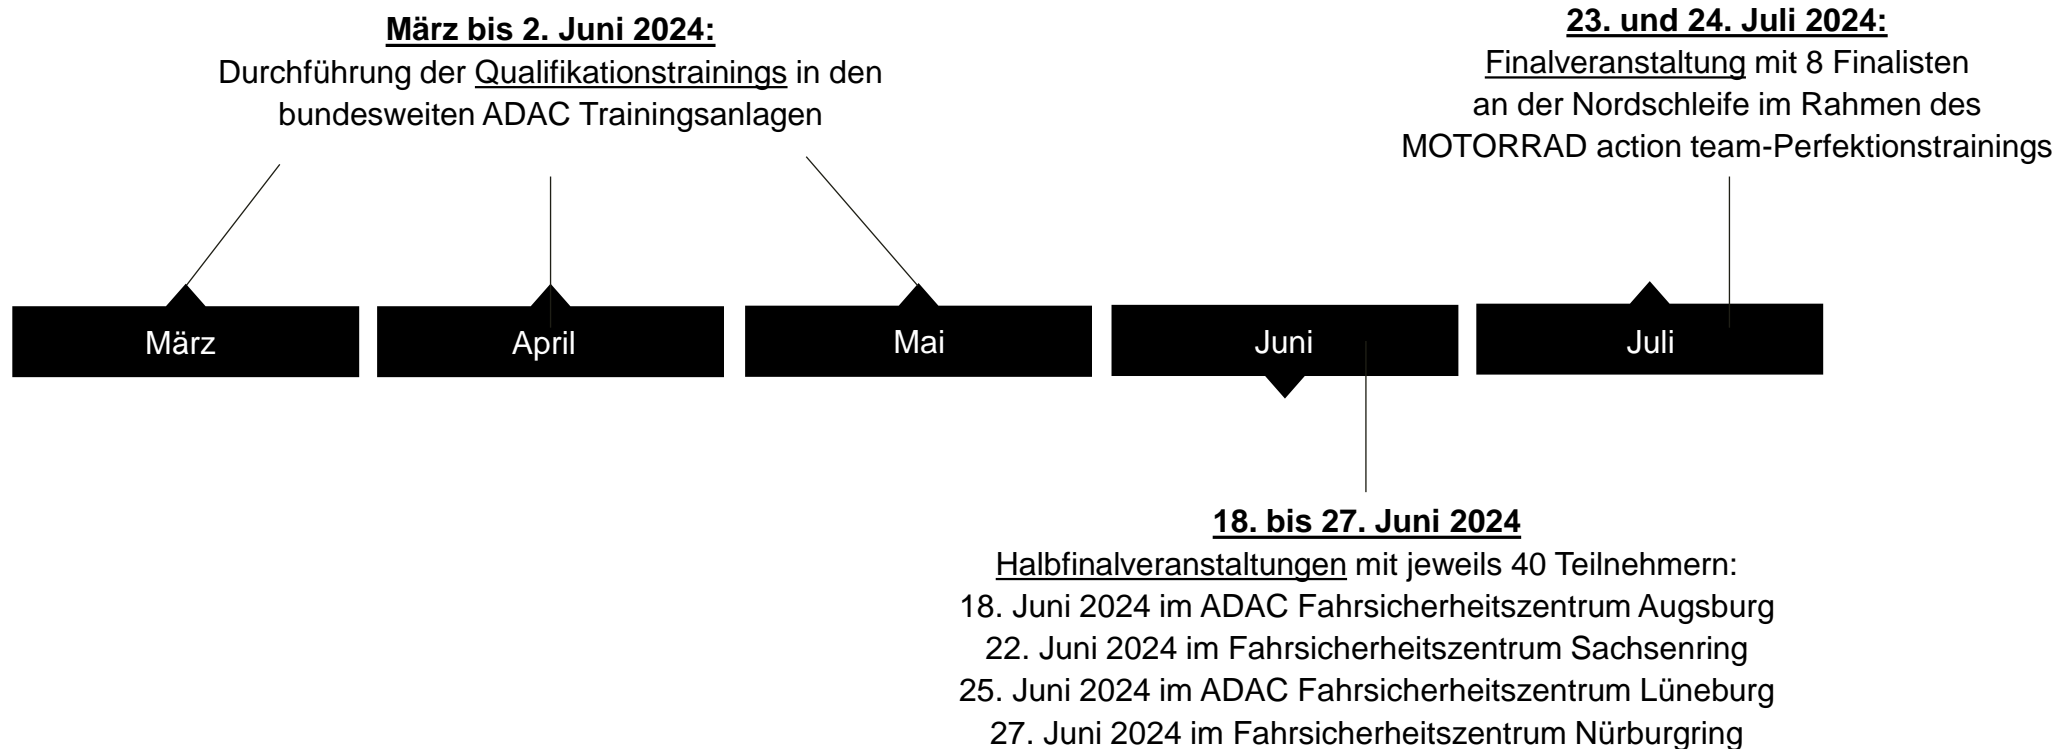 März bis 2. Juni 2024:
Durchführung der Qualifikationstrainings in den
bundesweiten ADAC Trainingsanlagen
23. und 24. Juli 2024:
Finalveranstaltung mit 8 Finalisten
an der Nordschleife im Rahmen des
MOTORRAD action team-Perfektionstrainings
März
April
Mai
Juni
Juli
18. bis 27. Juni 2024
Halbfinalveranstaltungen mit jeweils 40 Teilnehmern:
18. Juni 2024 im ADAC Fahrsicherheitszentrum Augsburg
22. Juni 2024 im Fahrsicherheitszentrum Sachsenring
25. Juni 2024 im ADAC Fahrsicherheitszentrum Lüneburg
27. Juni 2024 im Fahrsicherheitszentrum Nürburgring